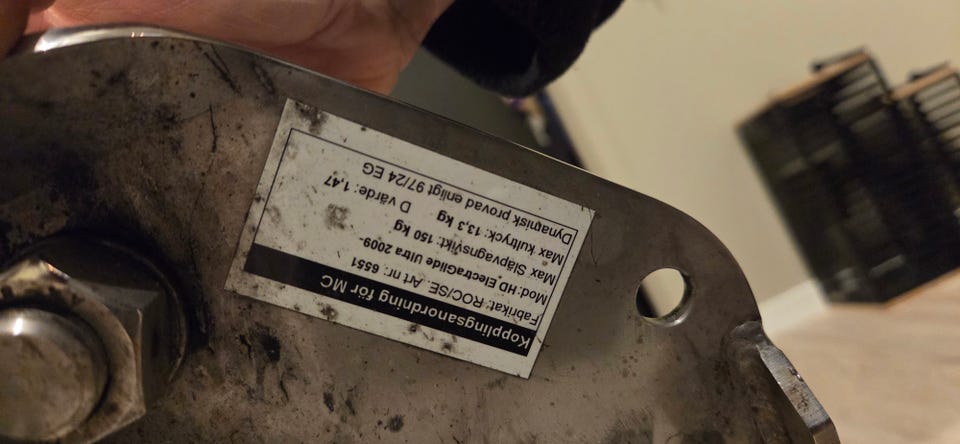 Kopplingsanordning för MC
Fabrikat: ROC/SE. Art nr: 6551
Mod: HD Electraglide Ultra 2009-
Max Släpvagnsvikt: 150 kg
Max kultryck: 13,3 kg D värde: 1,47
Dynamisk provad enligt 97/24 EG